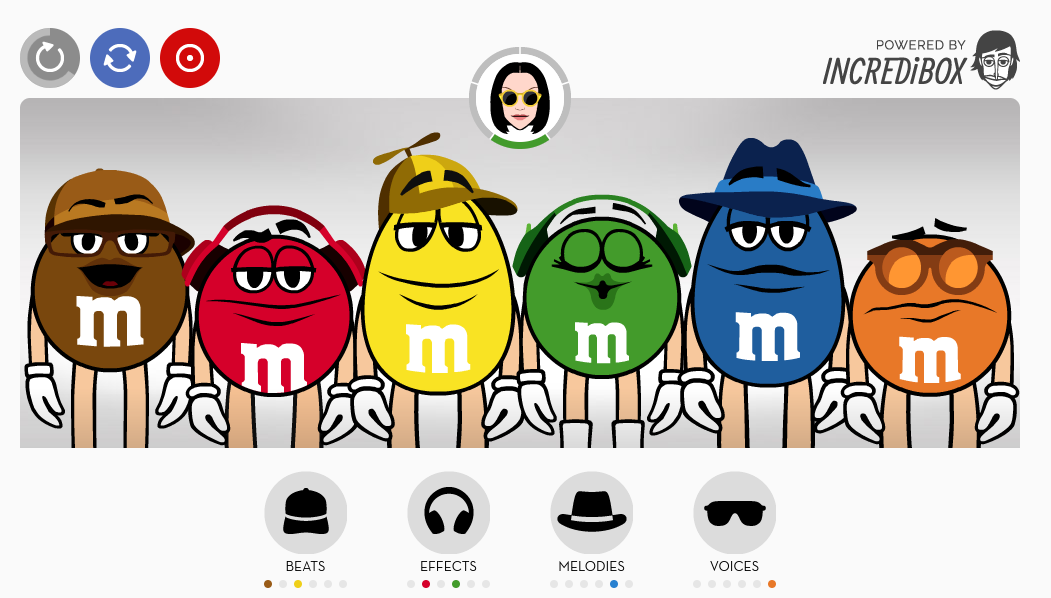 POWERED BY
INCREDiBOX
m
m
m
m
m
m
BEATS
EFFECTS
MELODIES
VOICES